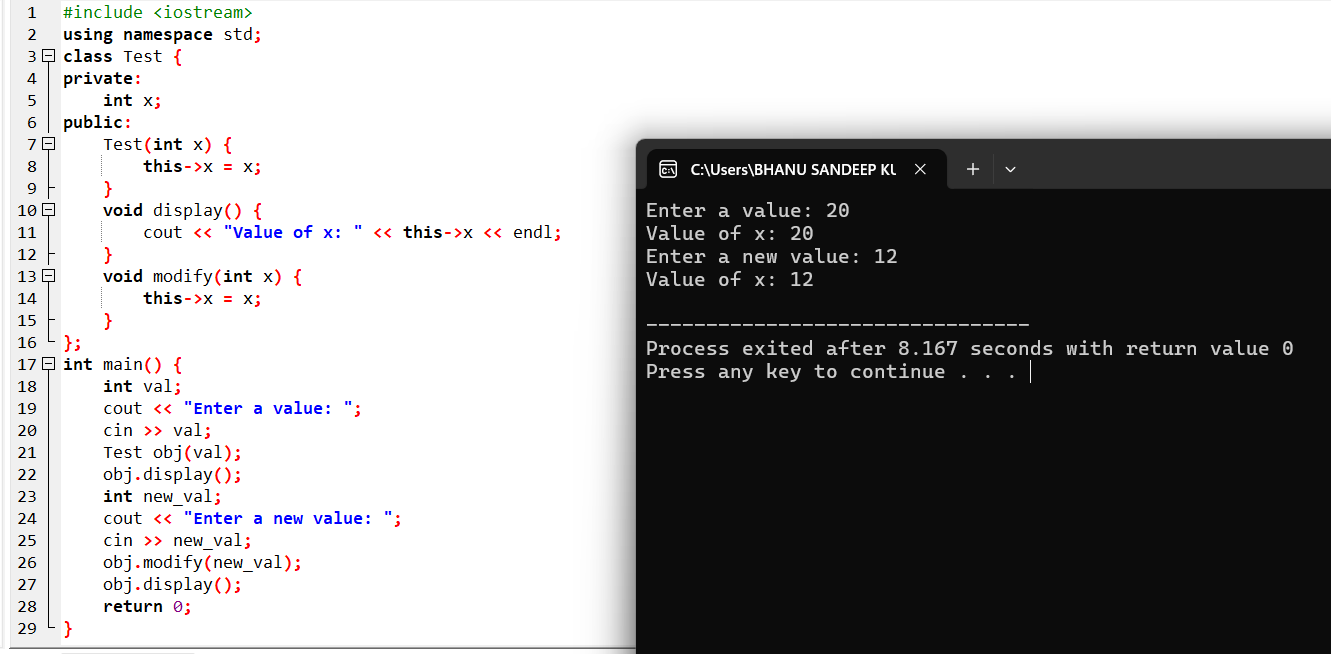 1 #include <iostream>
2 using namespace std;
3 class Test {
4 private:
5     int x;
6 public:
7     Test(int x) {
8         this->x = x;
9     }
10     void display() {
11         cout << "Value of x: " << this->x << endl;
12     }
13     void modify(int x) {
14         this->x = x;
15     }
16 };
17 int main() {
18     int val;
19     cout << "Enter a value: ";
20     cin >> val;
21     Test obj(val);
22     obj.display();
23     int new_val;
24     cout << "Enter a new value: ";
25     cin >> new_val;
26     obj.modify(new_val);
27     obj.display();
28     return 0;
29 }
C:\Users\BHANU SANDEEP KU
Enter a value: 20
Value of x: 20
Enter a new value: 12
Value of x: 12
--------------------------------
Process exited after 8.167 seconds with return value 0
Press any key to continue . . .